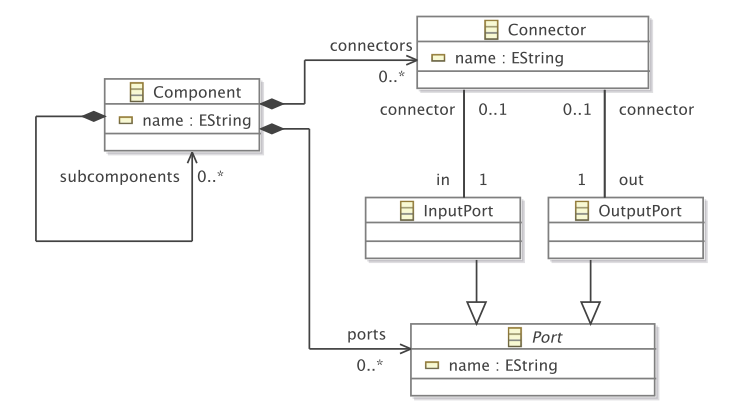 Connector
name : EString
connectors
0..*
Component
name : EString
subcomponents
0..*
connector
0..1
0..1
connector
in
1
1
out
InputPort
OutputPort
ports
0..*
Port
name : EString